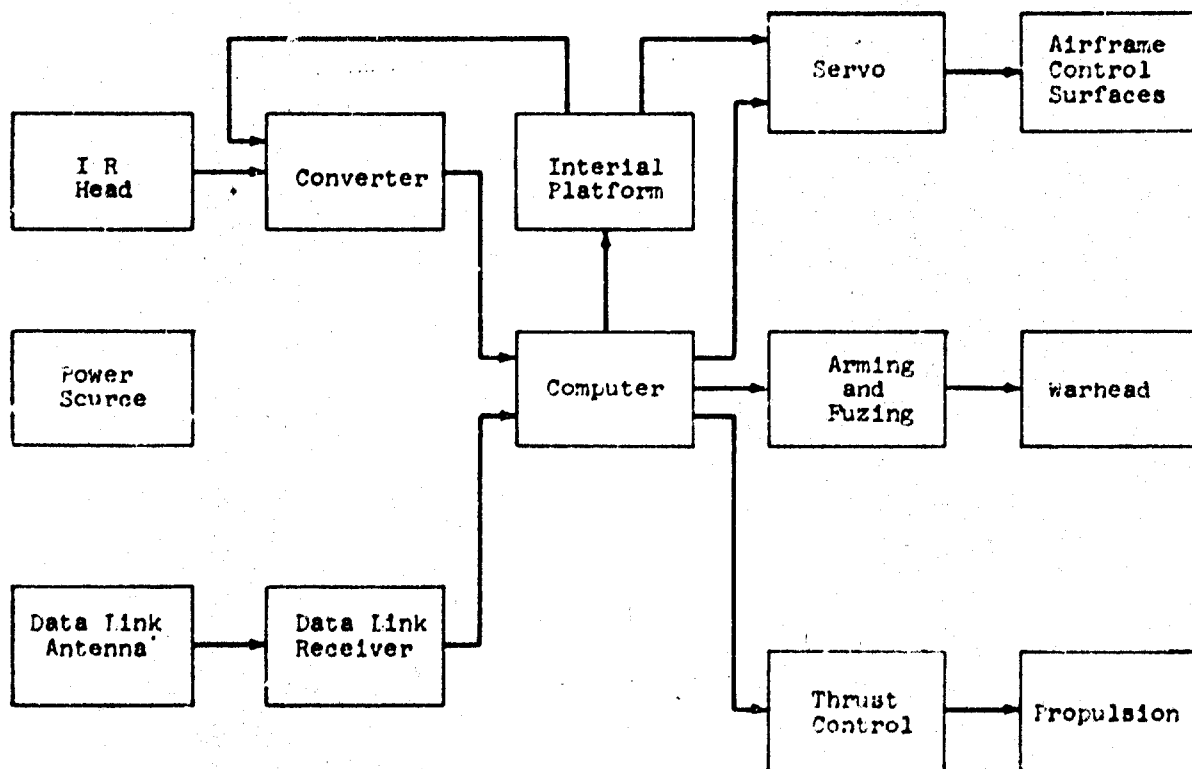 Servo
Airframe
Control
Surfaces
I R
Head
Converter
Interial
Platform
Power
Source
Computer
Arming
and
Fuzing
Warhead
Data Link
Antenna
Data Link
Receiver
Thrust
Control
Propulsion